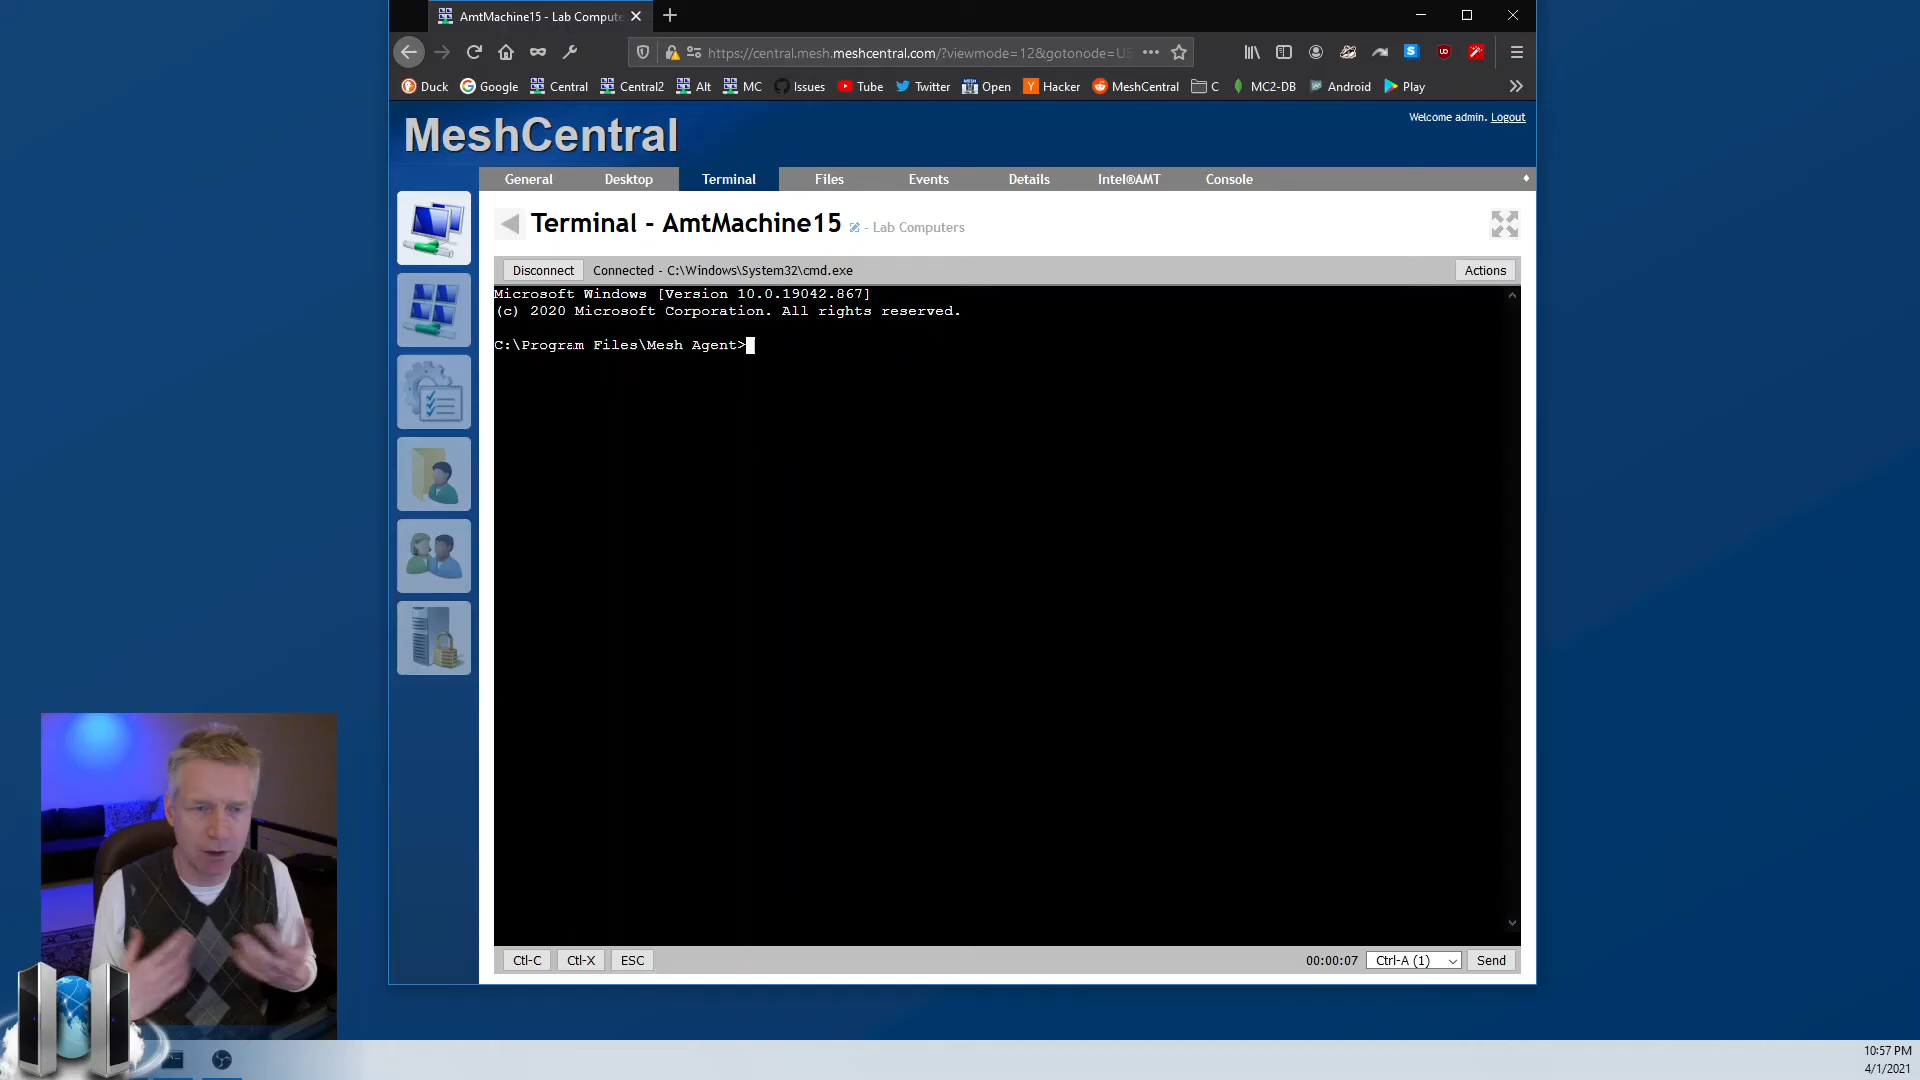 AmtMachine15 - Lab Compute
https://central.mesh.meshcentral.com/?viewmode=12&gotonode=U5
Duck Google Central Central2 Alt MC Issues Tube Twitter Open Hacker MeshCentral C MC2-DB Android Play
MeshCentral
Welcome admin. Logout
General Desktop Terminal Files Events Details Intel®AMT Console
Terminal - AmtMachine15 - Lab Computers
Disconnect Connected - C:\Windows\System32\cmd.exe Actions
Microsoft Windows [Version 10.0.19042.867]
(c) 2020 Microsoft Corporation. All rights reserved.
C:\Program Files\Mesh Agent>
Ctl-C Ctl-X ESC 00:00:07 Ctrl-A (1) Send
10:57 PM
4/1/2021